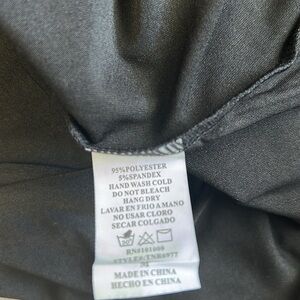 95%POLYESTER
5%SPANDEX
HAND WASH COLD
DO NOT BLEACH
HANG DRY
LAVAR EN FRIO A MANO
NO USAR CLORO
SECAR COLGADO
MADE IN CHINA
HECHO EN CHINA